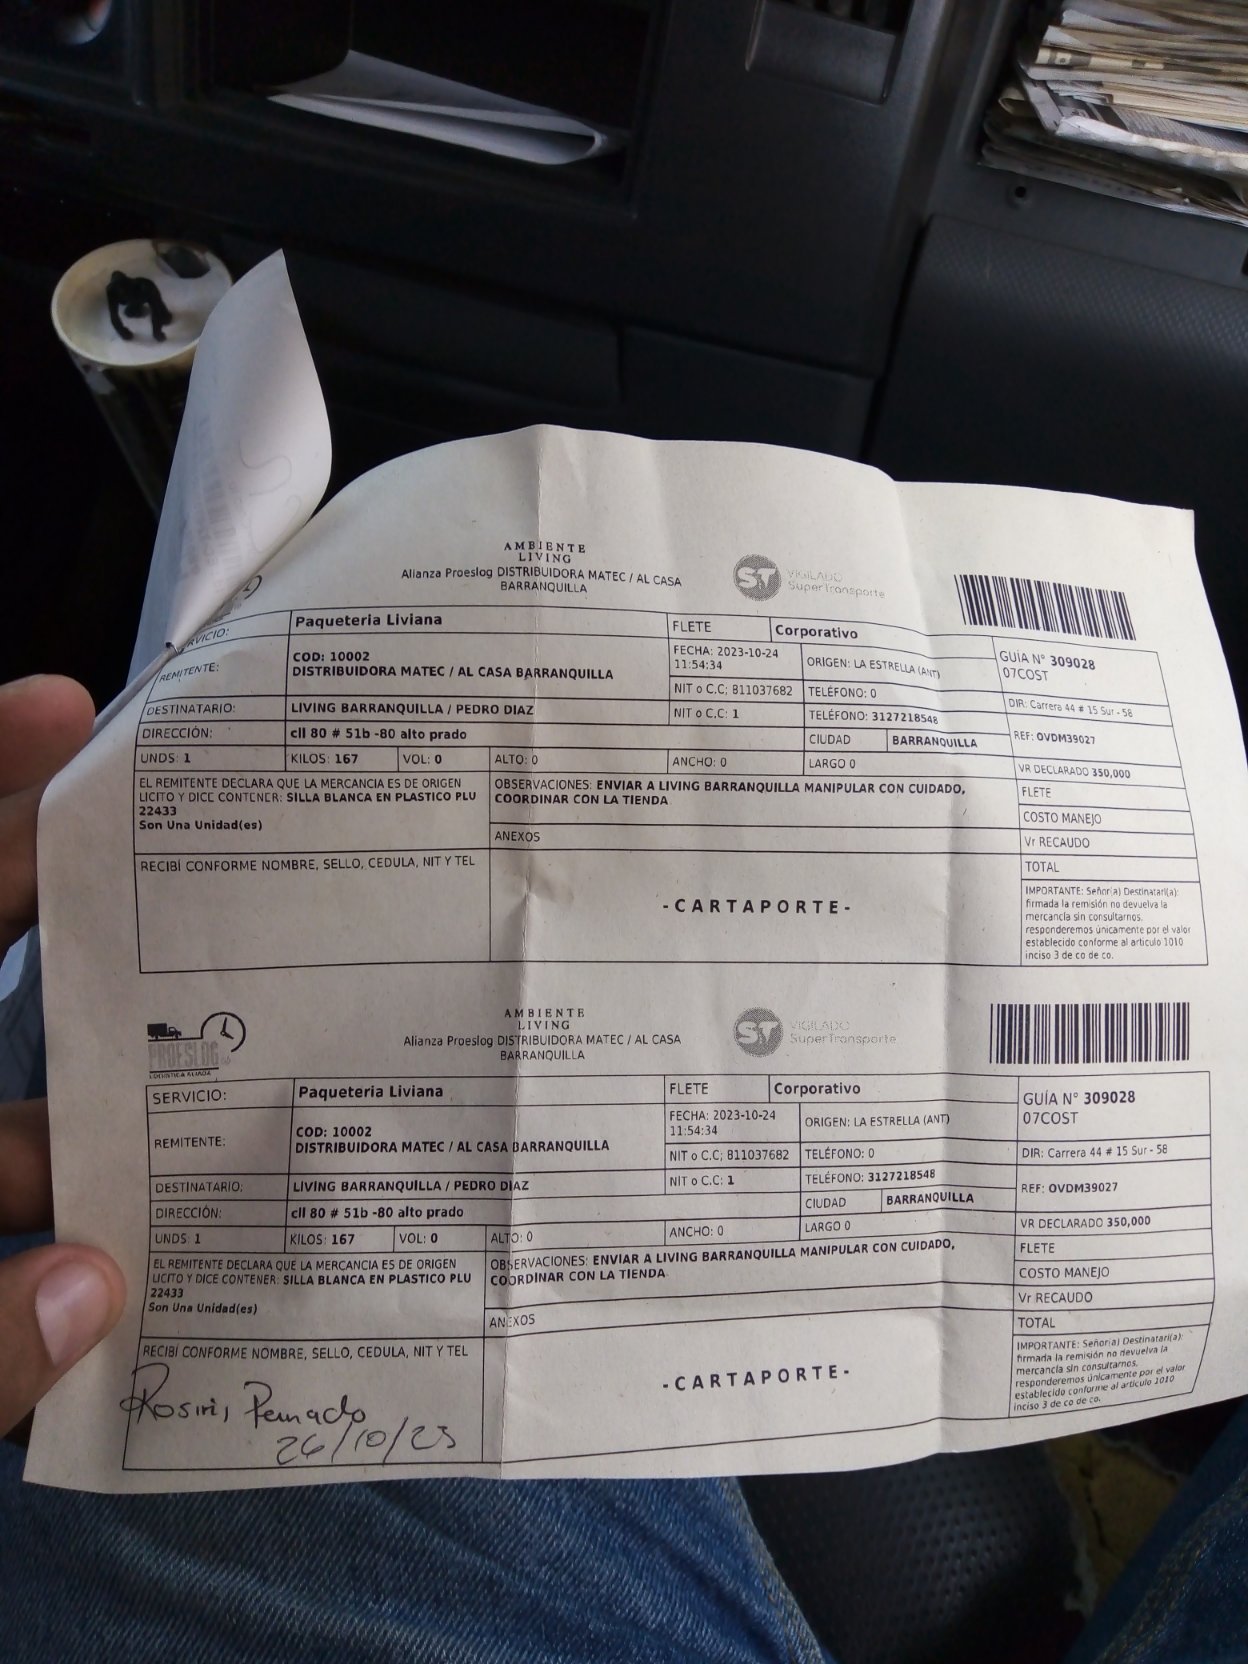 AMBIENTE
LIVING
Alianza Proeslog DISTRIBUIDORA MATEC / AL CASA
BARRANQUILLA
ST VIGILADO
SuperTransporte
SERVICIO: Paqueteria Liviana FLETE Corporativo
REMITENTE: COD: 10002
DISTRIBUIDORA MATEC / AL CASA BARRANQUILLA
FECHA: 2023-10-24
11:54:34
ORIGEN: LA ESTRELLA (ANT)
GUÍA N° 309028
07COST
NIT o C.C; 811037682 TELÉFONO: 0
DIR: Carrera 44 # 15 Sur - 58
DESTINATARIO: LIVING BARRANQUILLA / PEDRO DIAZ NIT o C.C: 1 TELÉFONO: 3127218548
DIRECCIÓN: cll 80 # 51b -80 alto prado CIUDAD BARRANQUILLA
REF: OVDM39027
UNDS: 1 KILOS: 167 VOL: 0 ALTO: 0 ANCHO: 0 LARGO 0
VR DECLARADO 350,000
EL REMITENTE DECLARA QUE LA MERCANCIA ES DE ORIGEN
LICITO Y DICE CONTENER: SILLA BLANCA EN PLASTICO PLU
22433
Son Una Unidad(es)
OBSERVACIONES: ENVIAR A LIVING BARRANQUILLA MANIPULAR CON CUIDADO,
COORDINAR CON LA TIENDA
FLETE
COSTO MANEJO
ANEXOS
Vr RECAUDO
RECIBÍ CONFORME NOMBRE, SELLO, CEDULA, NIT Y TEL
TOTAL
-CARTAPORTE-
IMPORTANTE: Señor(a) Destinatari(a):
firmada la remisión no devuelva la
mercancía sin consultarnos.
responderemos únicamente por el valor
establecido conforme al articulo 1010
inciso 3 de co de co.
PROESLOG
LOGISTICA ALIADA
AMBIENTE
LIVING
Alianza Proeslog DISTRIBUIDORA MATEC / AL CASA
BARRANQUILLA
ST VIGILADO
SuperTransporte
SERVICIO: Paqueteria Liviana FLETE Corporativo
REMITENTE: COD: 10002
DISTRIBUIDORA MATEC / AL CASA BARRANQUILLA
FECHA: 2023-10-24
11:54:34
ORIGEN: LA ESTRELLA (ANT)
GUÍA N° 309028
07COST
NIT o C.C; 811037682 TELÉFONO: 0
DIR: Carrera 44 # 15 Sur - 58
DESTINATARIO: LIVING BARRANQUILLA / PEDRO DIAZ NIT o C.C: 1 TELÉFONO: 3127218548
DIRECCIÓN: cll 80 # 51b -80 alto prado CIUDAD BARRANQUILLA
REF: OVDM39027
UNDS: 1 KILOS: 167 VOL: 0 ALTO: 0 ANCHO: 0 LARGO 0
VR DECLARADO 350,000
EL REMITENTE DECLARA QUE LA MERCANCIA ES DE ORIGEN
LICITO Y DICE CONTENER: SILLA BLANCA EN PLASTICO PLU
22433
Son Una Unidad(es)
OBSERVACIONES: ENVIAR A LIVING BARRANQUILLA MANIPULAR CON CUIDADO,
COORDINAR CON LA TIENDA
FLETE
COSTO MANEJO
ANEXOS
Vr RECAUDO
RECIBÍ CONFORME NOMBRE, SELLO, CEDULA, NIT Y TEL
TOTAL
-CARTAPORTE-
IMPORTANTE: Señor(a) Destinatari(a):
firmada la remisión no devuelva la
mercancía sin consultarnos.
responderemos únicamente por el valor
establecido conforme al articulo 1010
inciso 3 de co de co.
26/10/23